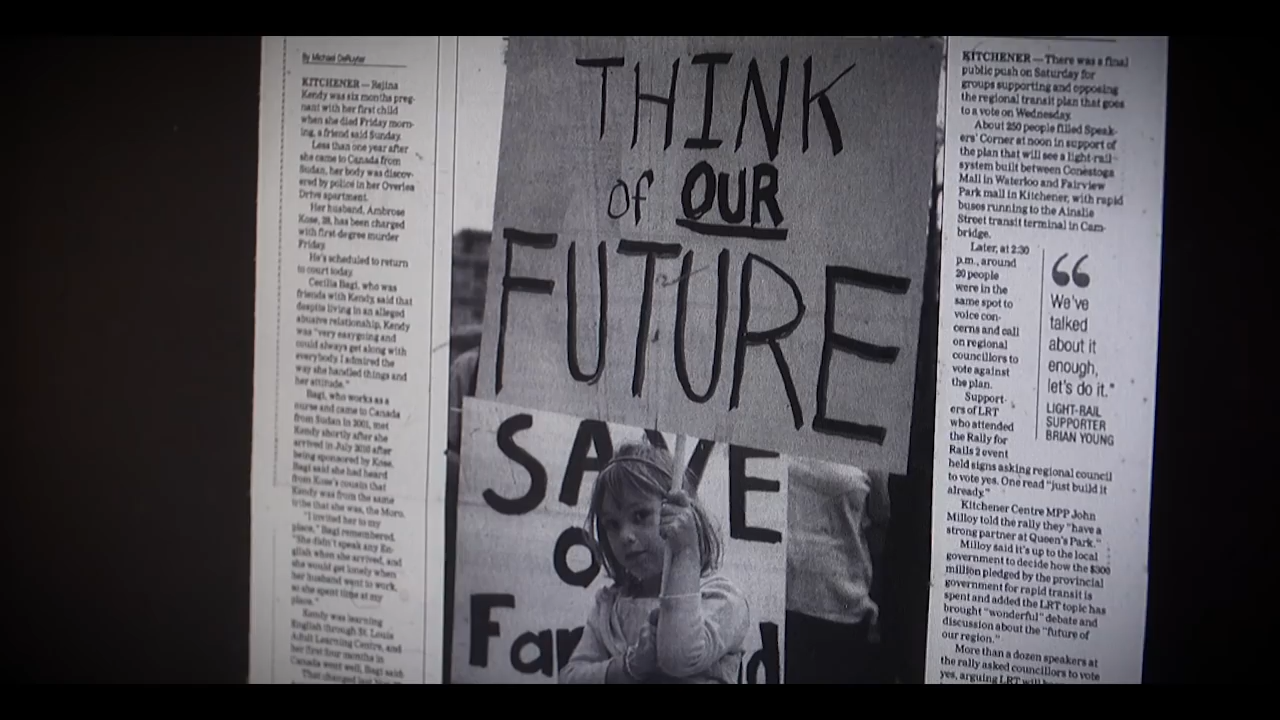 By Michael DeRuyter
KITCHENER — Rejina
Kendy was six months preg-
nant with her first child
when she died Friday morn-
ing, a friend said Sunday.
Less than one year after
she came to Canada from
Sudan, her body was discov-
ered by police in her Overlea
Drive apartment.
Her husband, Ambrose
Kose, 28, has been charged
with first-degree murder
Friday.
He's scheduled to return
to court today.
Cecilia Bagi, who was
friends with Kendy, said that
despite living in an alleged
abusive relationship, Kendy
was "very easygoing and
could always get along with
everybody. I admired the
way she handled things and
her attitude."
Bagi, who works as a
nurse and came to Canada
from Sudan in 2001, met
Kendy shortly after she
arrived in July 2010 after
being sponsored by Kose.
Bagi said she had heard
from Kose's cousin that
Kendy was from the same
tribe that she was, the Moru.
"I invited her to my
place," Bagi remembered.
"She didn't speak any En-
glish when she arrived, and
she would get lonely when
her husband went to work,
so she spent time at my
place."
Kendy was learning
English through St. Louis
Adult Learning Centre, and
her first four months in
Canada went well, Bagi said.
That changed last
THINK
of OUR
FUTURE
SAVE
O
Far d
KITCHENER — There was a final
public push on Saturday for
groups supporting and opposing
the regional transit plan that goes
to a vote on Wednesday.
About 250 people filled Speak-
ers' Corner at noon in support of
the plan that will see a light-rail
system built between Conestoga
Mall in Waterloo and Fairview
Park mall in Kitchener, with rapid
buses running to the Ainslie
Street transit terminal in Cam-
bridge.
Later, at 2:30
p.m., around
20 people
were in the
same spot to
voice con-
cerns and call
on regional
councillors to
vote against
the plan.
Support-
ers of LRT
who attended
the Rally for
Rails 2 event
held signs asking regional council
to vote yes. One read "just build it
already."
Kitchener Centre MPP John
Milloy told the rally they "have a
strong partner at Queen's Park."
Milloy said it's up to the local
government to decide how the $300
million pledged by the provincial
government for rapid transit is
spent and added the LRT topic has
brought "wonderful" debate and
discussion about the "future of
our region."
More than a dozen speakers at
the rally asked councillors to vote
yes, arguing LRT will
“
We've
talked
about it
enough,
let's do it."
LIGHT-RAIL
SUPPORTER
BRIAN YOUNG